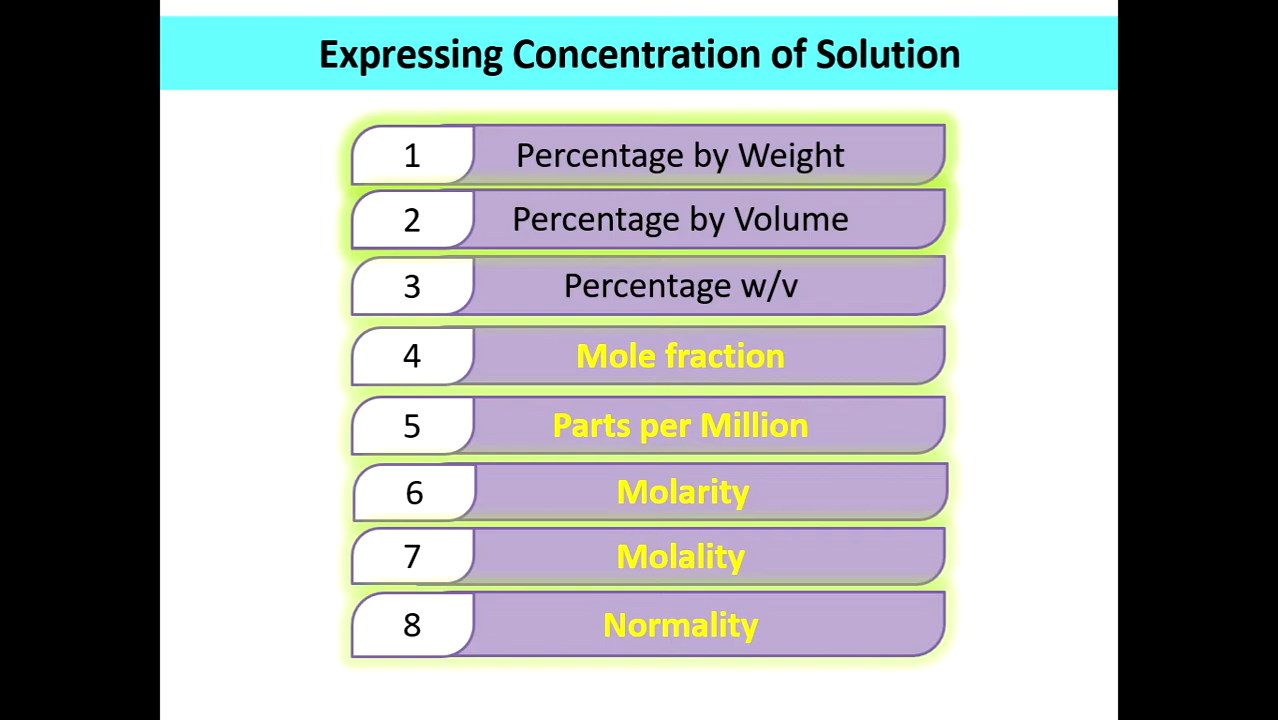 Expressing Concentration of Solution
1 Percentage by Weight
2 Percentage by Volume
3 Percentage w/v
4 Mole fraction
5 Parts per Million
6 Molarity
7 Molality
8 Normality